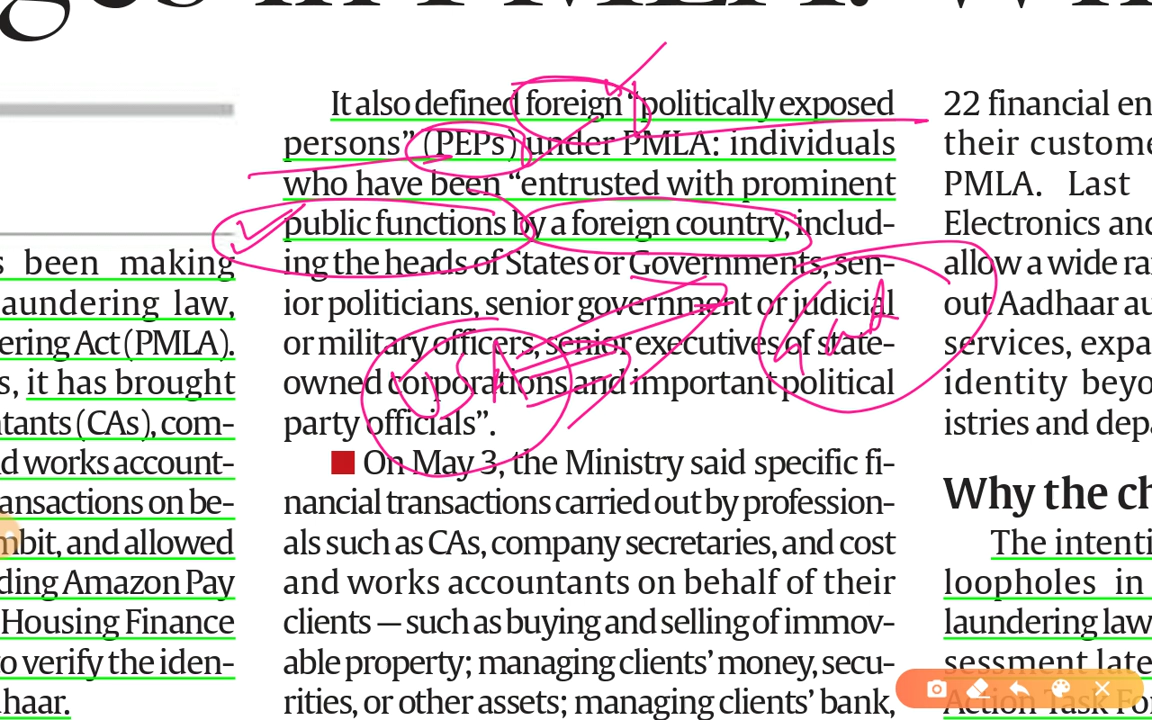 It also defined foreign “politically exposed
persons” (PEPs) under PMLA: individuals
who have been “entrusted with prominent
public functions by a foreign country, includ-
ing the heads of States or Governments, sen-
ior politicians, senior government or judicial
or military officers, senior executives of state-
owned corporations and important political
party officials”.
On May 3, the Ministry said specific fi-
nancial transactions carried out by profession-
als such as CAs, company secretaries, and cost
and works accountants on behalf of their
clients — such as buying and selling of immov-
able property; managing clients’ money, secu-
rities, or other assets; managing clients’ bank,
been making
aundering law,
ering Act (PMLA).
s, it has brought
tants (CAs), com-
d works account-
ansactions on be-
mbit, and allowed
ding Amazon Pay
Housing Finance
o verify the iden-
haar.
22 financial en
their custome
PMLA. Last
Electronics and
allow a wide ra
out Aadhaar au
services, expa
identity beyo
istries and depa
Why the ch
The intenti
loopholes in
laundering law
sessment late
Action Task For